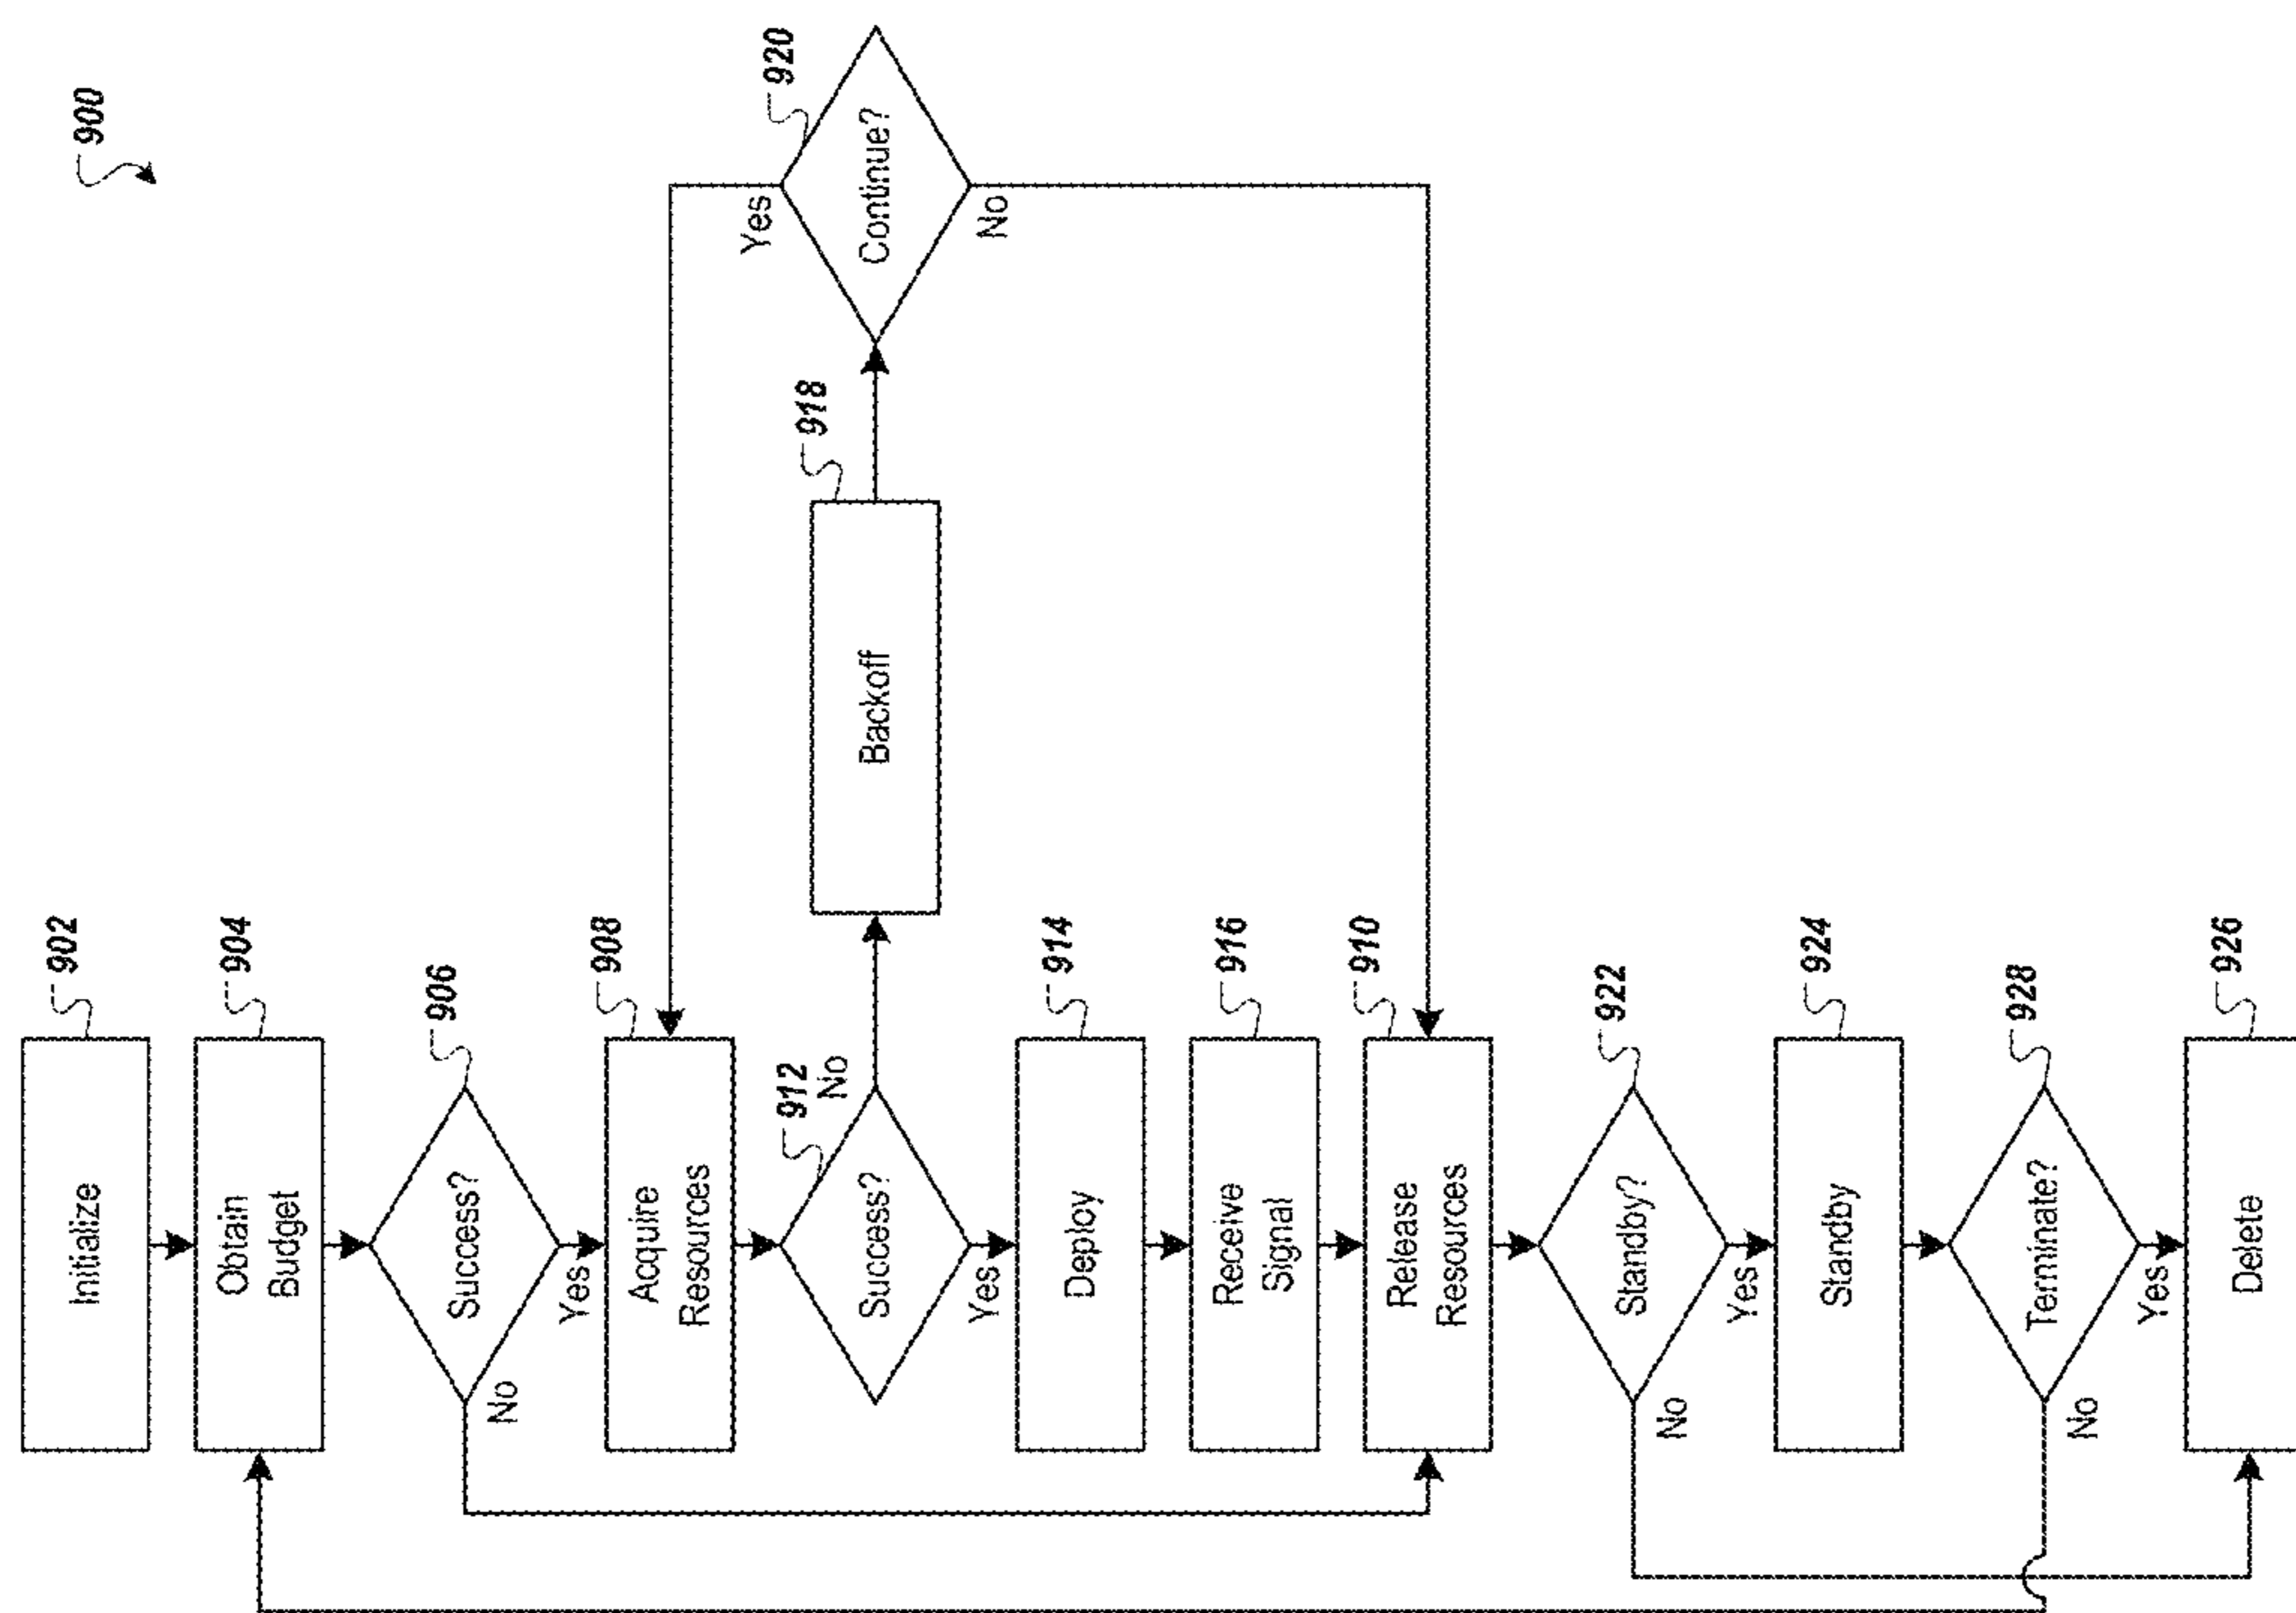 900
Initialize
902
Obtain
Budget
904
Success?
906
No
Yes
Acquire
Resources
908
Success?
912
No
Yes
Backoff
918
Continue?
920
Yes
No
Deploy
914
Receive
Signal
916
Release
Resources
910
Standby?
922
No
Yes
Standby
924
Terminate?
928
No
Yes
Delete
926